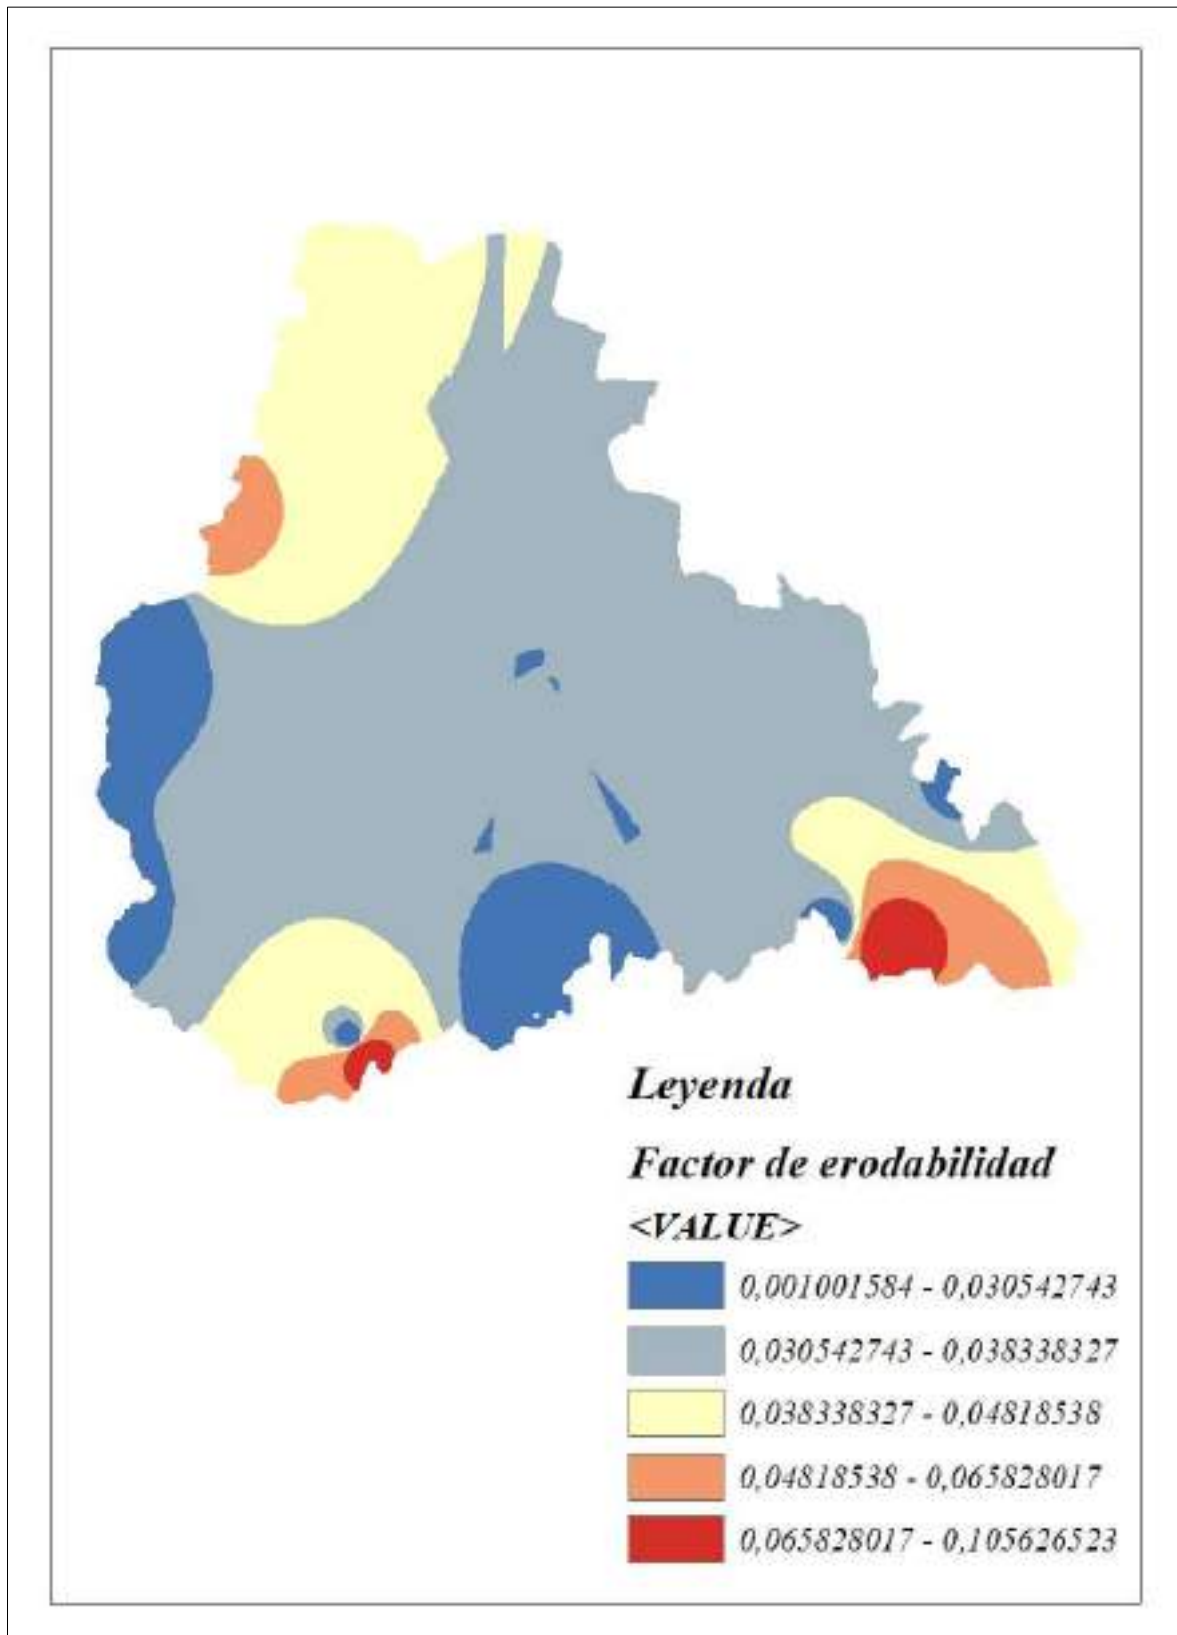 Leyenda
Factor de erodabilidad
<VALUE>
0,001001584 - 0,030542743
0,030542743 - 0,038338327
0,038338327 - 0,04818538
0,04818538 - 0,065828017
0,065828017 - 0,105626523